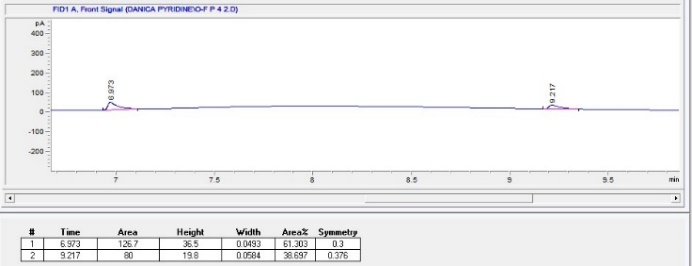 FID1 A, Front Signal (DANICA PYRIDINE\O-F P 4 2.D)
pA
400
300
200
100
0
-100
-200
6.973
9.217
7
7.5
8
8.5
9
9.5
min
# Time Area Height Width Area% Symmetry
1 6.973 126.7 36.5 0.0493 61.303 0.3
2 9.217 80 19.8 0.0584 38.697 0.376